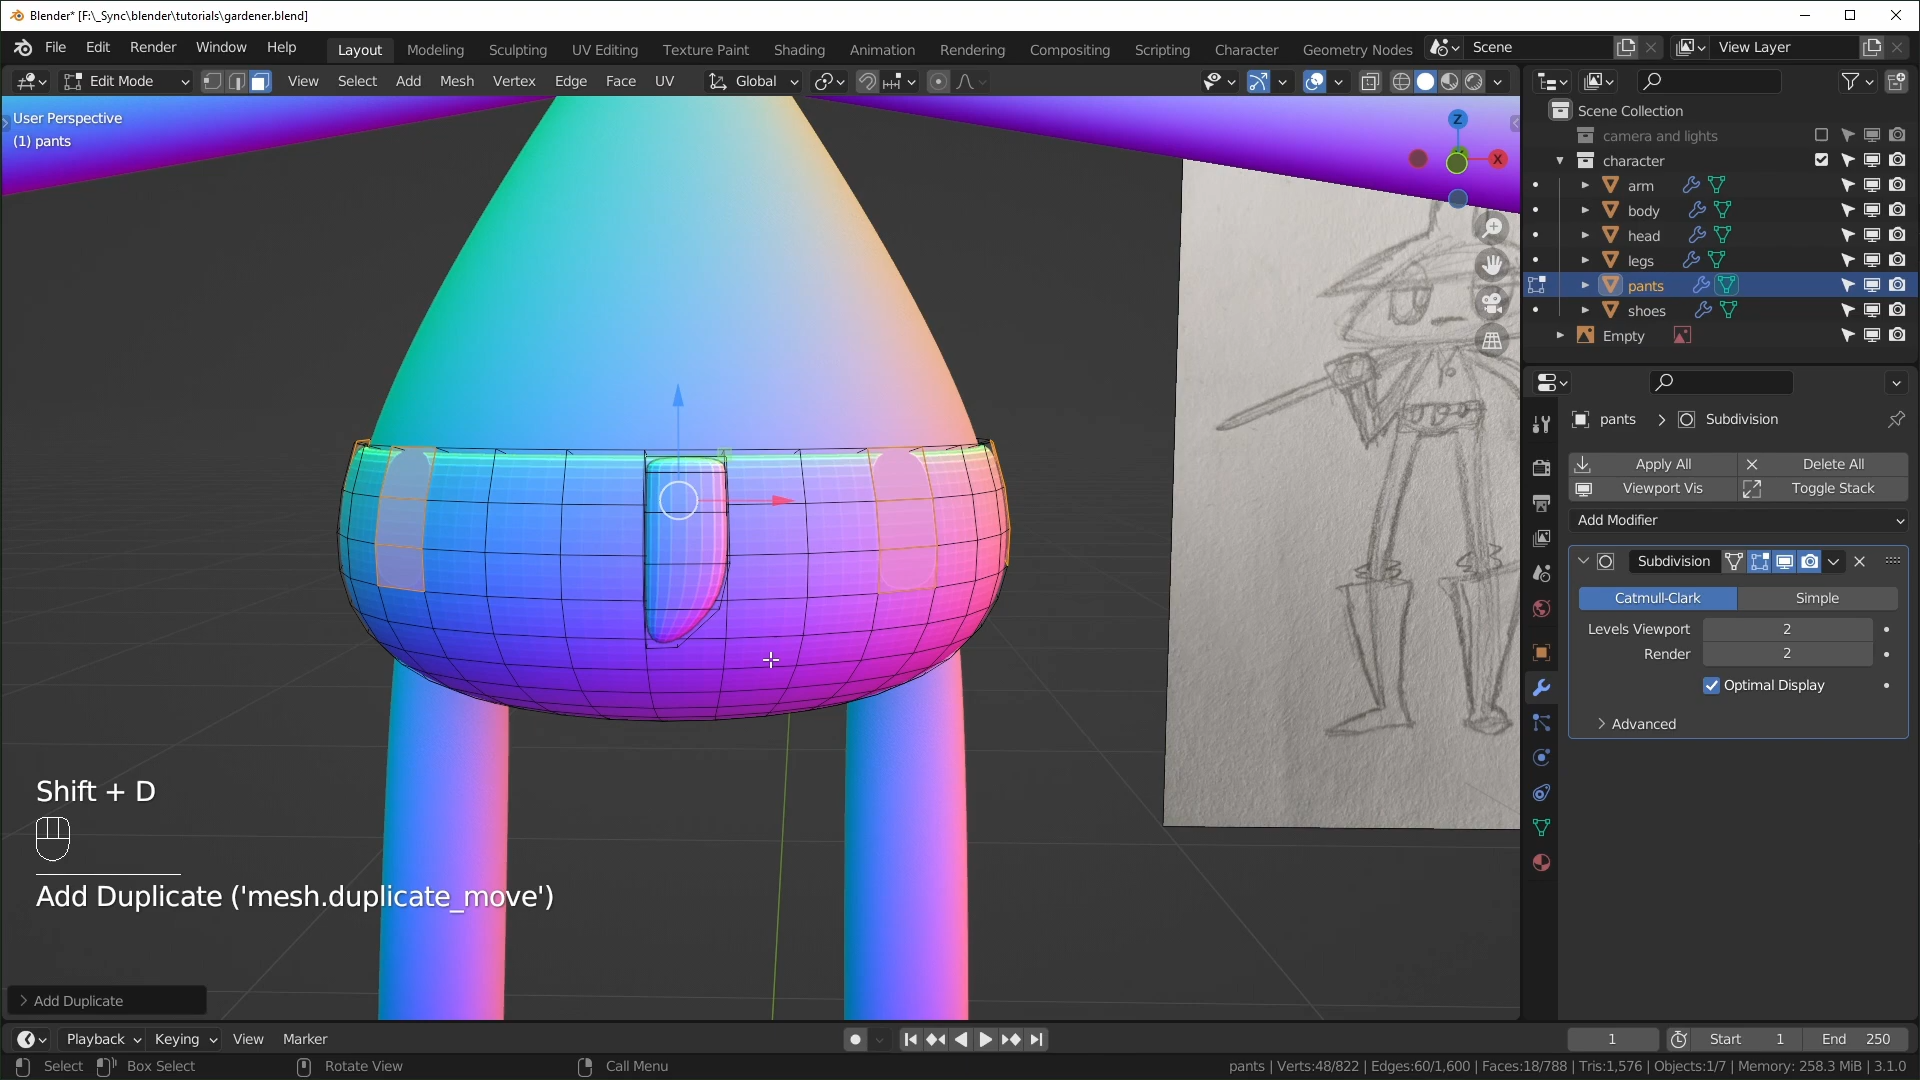 Blender* [F:\_Sync\blender\tutorials\gardener.blend]
File Edit Render Window Help Layout Modeling Sculpting UV Editing Texture Paint Shading Animation Rendering Compositing Scripting Character Geometry Nodes Scene View Layer
Edit Mode View Select Add Mesh Vertex Edge Face UV Global
User Perspective
(1) pants
Z
X
Scene Collection
camera and lights
character
arm
body
head
legs
pants
shoes
Empty
pants > Subdivision
Apply All Delete All
Viewport Vis Toggle Stack
Add Modifier
Subdivision
Catmull-Clark Simple
Levels Viewport 2
Render 2
Optimal Display
Advanced
Shift + D
Add Duplicate ('mesh.duplicate_move')
Add Duplicate
Playback Keying View Marker 1 Start 1 End 250
Select Box Select Rotate View Call Menu pants | Verts:48/822 | Edges:60/1,600 | Faces:18/788 | Tris:1,576 | Objects:1/7 | Memory: 258.3 MiB | 3.1.0